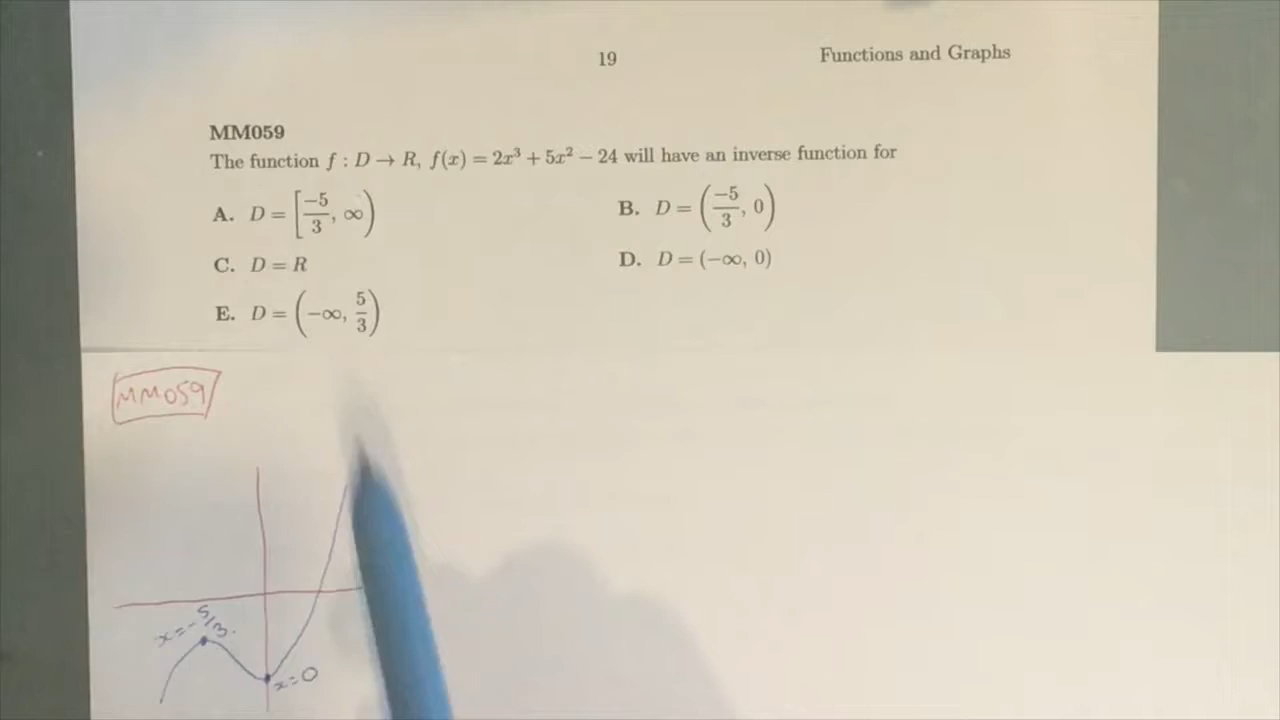 19 Functions and Graphs
MM059
The function f : D → R, f(x) = 2x³ + 5x² − 24 will have an inverse function for
A. D = [−5/3, ∞) B. D = (−5/3, 0)
C. D = R D. D = (−∞, 0)
E. D = (−∞, 5/3)
MM059
x = −5/3.
x=0